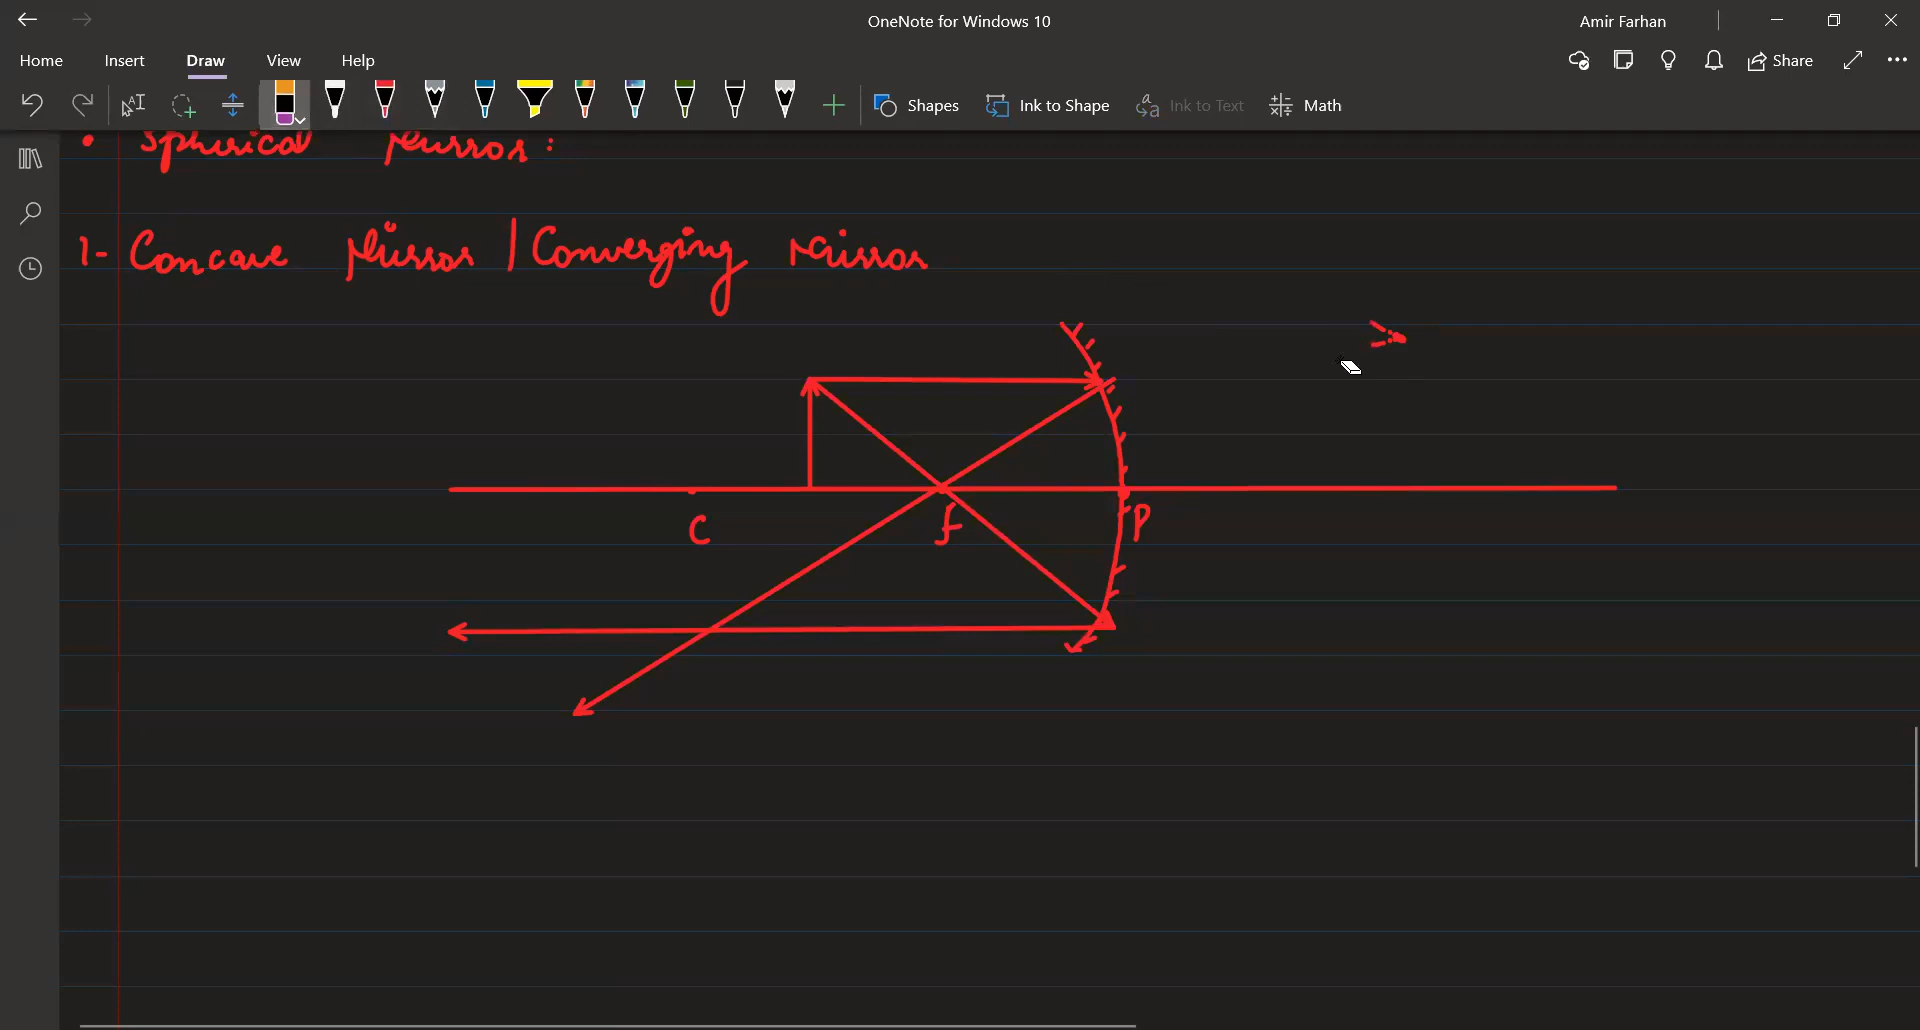 OneNote for Windows 10
Amir Farhan
Home Insert Draw View Help
Share
Shapes Ink to Shape Ink to Text Math
• Spherical Mirror:
1- Concave Mirror | Converging Mirror
C F P